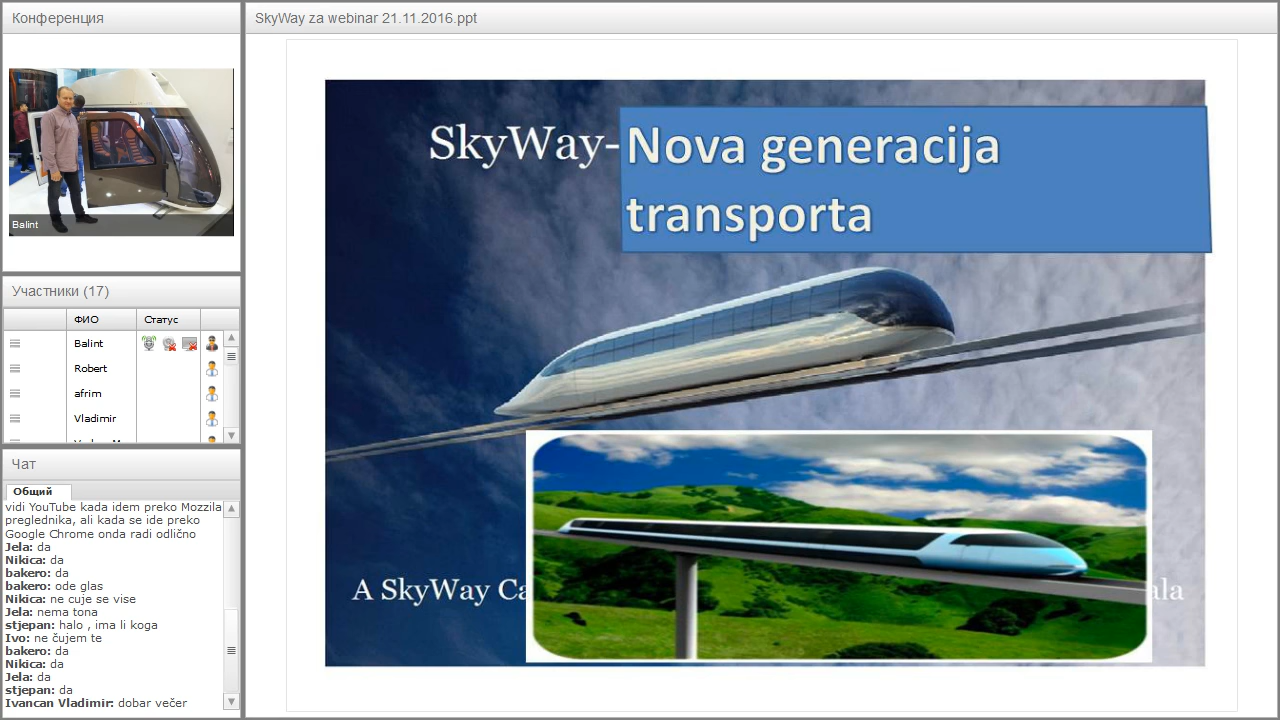 Конференция
Balint
Участники (17)
ФИО Статус
Balint
Robert
afrim
Vladimir
Чат
Общий
vidi YouTube kada idem preko Mozzila
preglednika, ali kada se ide preko
Google Chrome onda radi odlično
Jela: da
Nikica: da
bakero: da
bakero: ode glas
Nikica: ne cuje se vise
Jela: nema tona
stjepan: halo , ima li koga
Ivo: ne čujem te
bakero: da
Nikica: da
Jela: da
stjepan: da
Ivancan Vladimir: dobar večer
SkyWay za webinar 21.11.2016.ppt
SkyWay- Nova generacija
transporta
A SkyWay Ca
ala